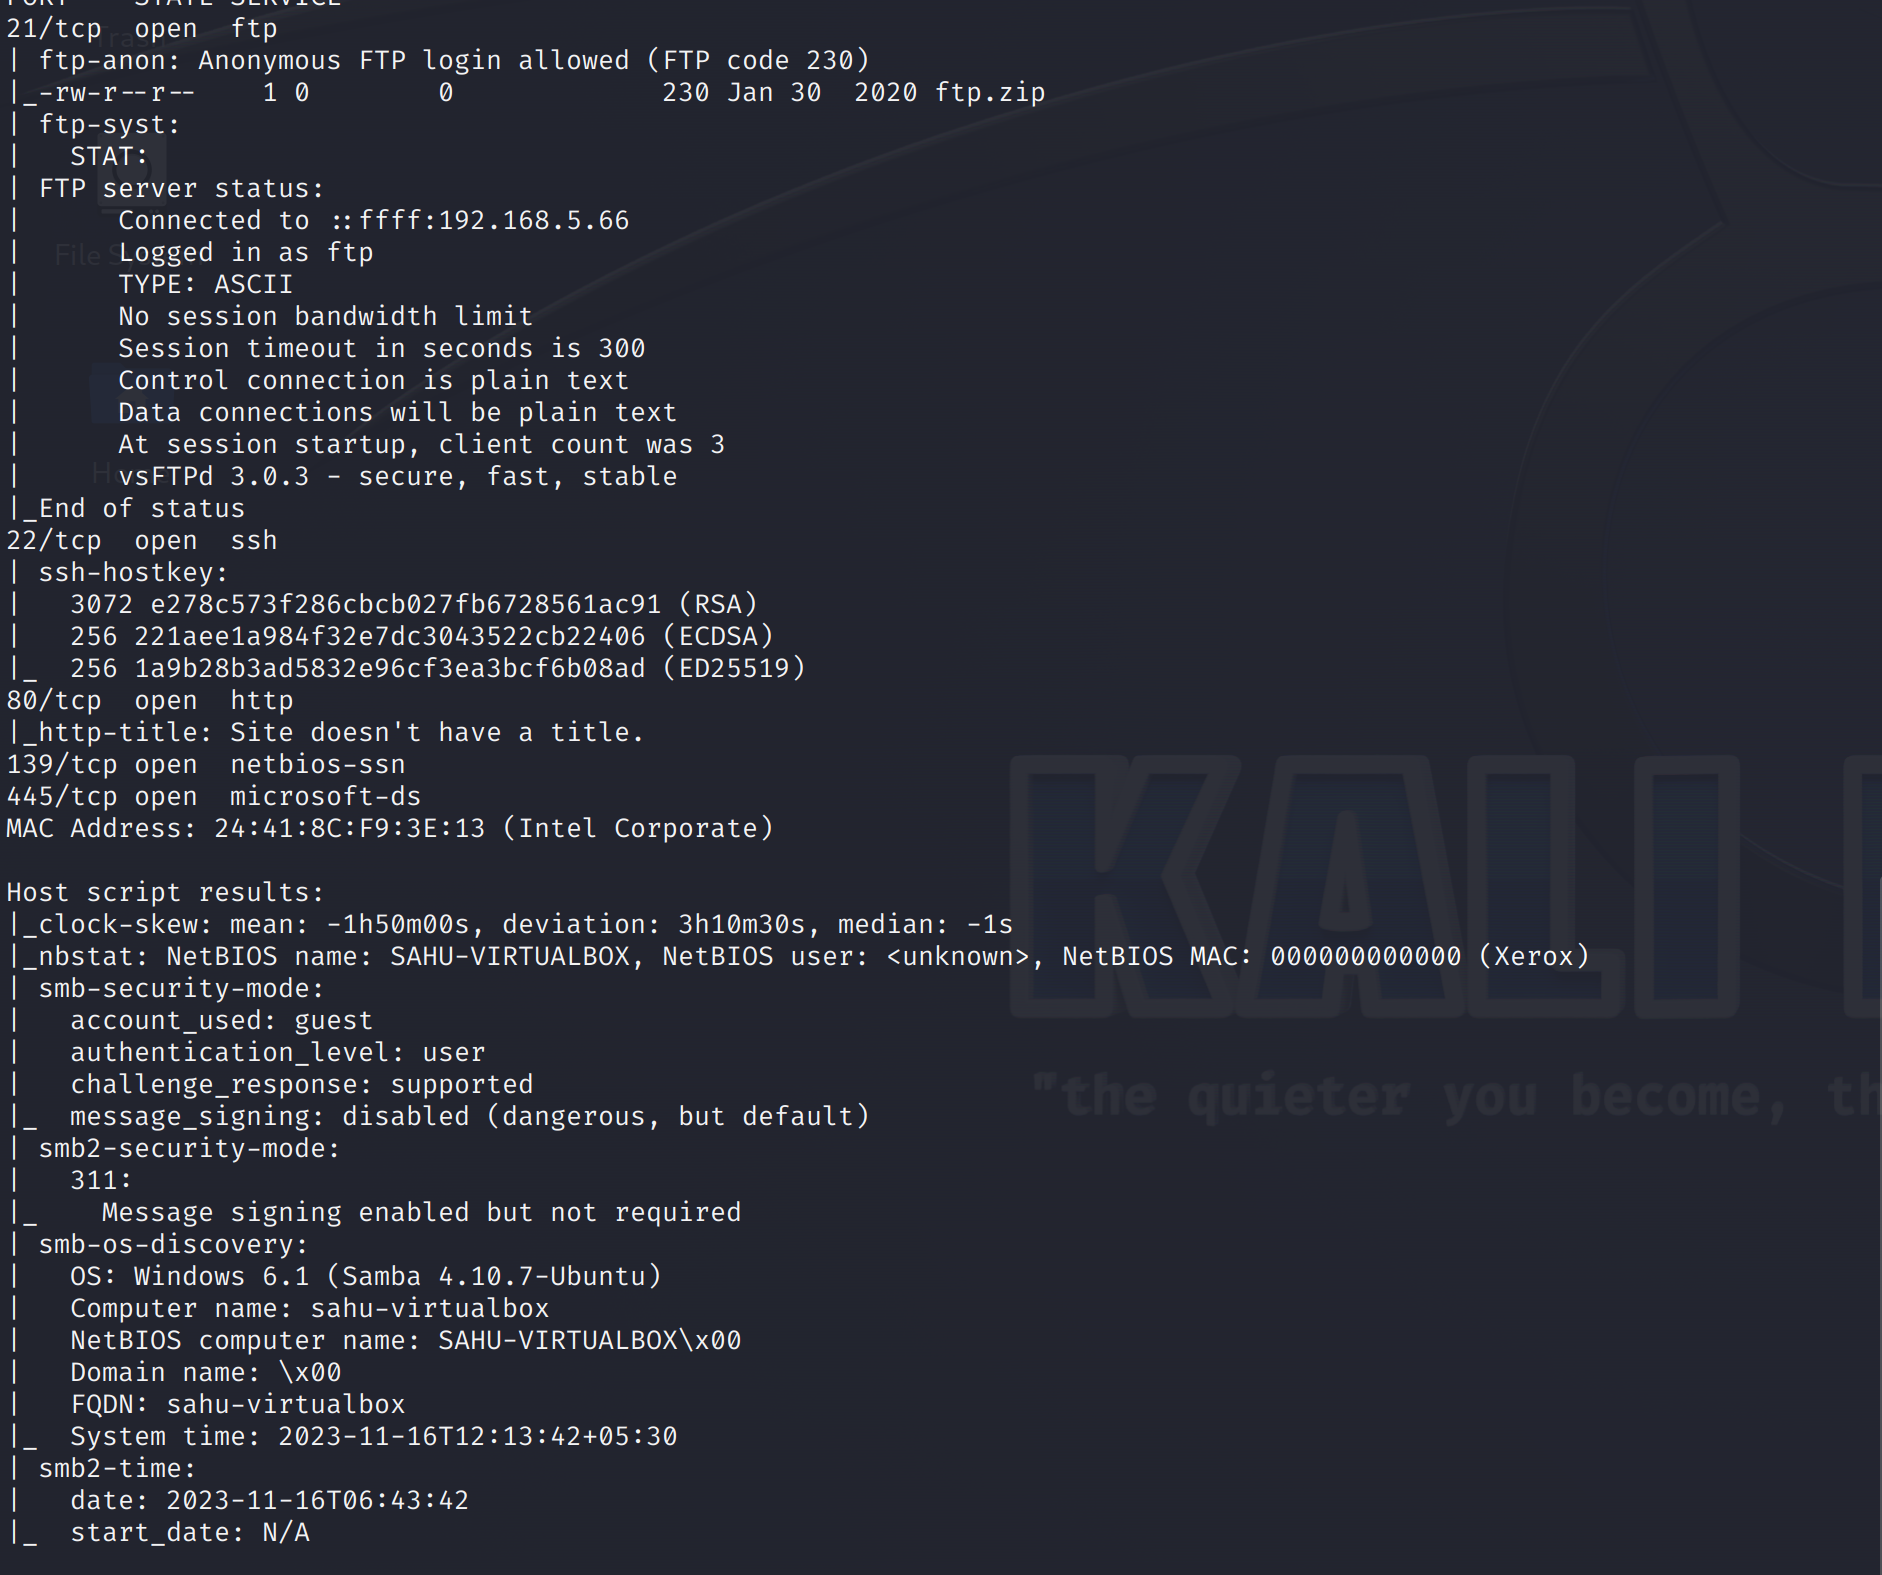 PORT     STATE SERVICE
21/tcp  open  ftp
| ftp-anon: Anonymous FTP login allowed (FTP code 230)
|_-rw-r--r--    1 0        0             230 Jan 30  2020 ftp.zip
| ftp-syst:
|   STAT:
| FTP server status:
|      Connected to ::ffff:192.168.5.66
|      Logged in as ftp
|      TYPE: ASCII
|      No session bandwidth limit
|      Session timeout in seconds is 300
|      Control connection is plain text
|      Data connections will be plain text
|      At session startup, client count was 3
|      vsFTPd 3.0.3 - secure, fast, stable
|_End of status
22/tcp  open  ssh
| ssh-hostkey:
|   3072 e278c573f286cbcb027fb6728561ac91 (RSA)
|   256 221aee1a984f32e7dc3043522cb22406 (ECDSA)
|_  256 1a9b28b3ad5832e96cf3ea3bcf6b08ad (ED25519)
80/tcp  open  http
|_http-title: Site doesn't have a title.
139/tcp open  netbios-ssn
445/tcp open  microsoft-ds
MAC Address: 24:41:8C:F9:3E:13 (Intel Corporate)

Host script results:
|_clock-skew: mean: -1h50m00s, deviation: 3h10m30s, median: -1s
|_nbstat: NetBIOS name: SAHU-VIRTUALBOX, NetBIOS user: <unknown>, NetBIOS MAC: 000000000000 (Xerox)
| smb-security-mode:
|   account_used: guest
|   authentication_level: user
|   challenge_response: supported
|_  message_signing: disabled (dangerous, but default)
| smb2-security-mode:
|   311:
|_    Message signing enabled but not required
| smb-os-discovery:
|   OS: Windows 6.1 (Samba 4.10.7-Ubuntu)
|   Computer name: sahu-virtualbox
|   NetBIOS computer name: SAHU-VIRTUALBOX\x00
|   Domain name: \x00
|   FQDN: sahu-virtualbox
|_  System time: 2023-11-16T12:13:42+05:30
| smb2-time:
|   date: 2023-11-16T06:43:42
|_  start_date: N/A
KALI
"the quieter you become, th
Trash
File S